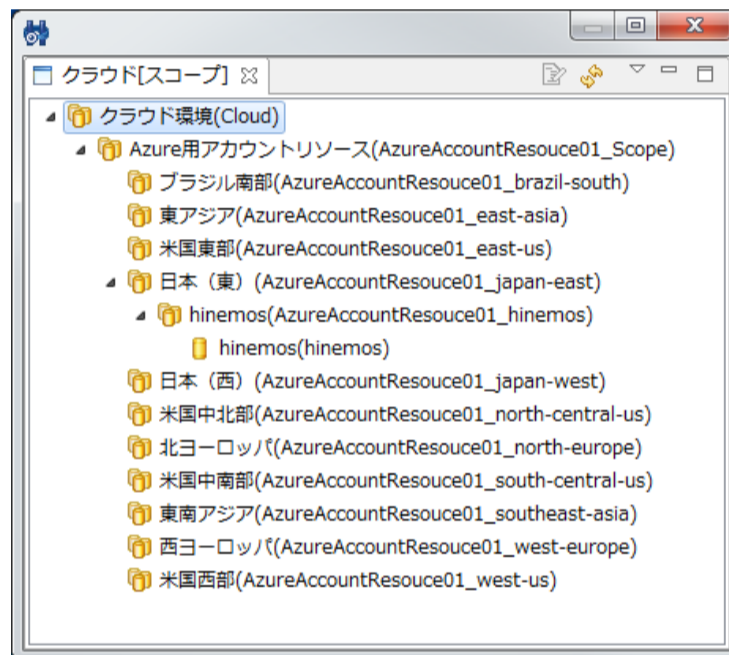 クラウド[スコープ]
クラウド環境(Cloud)
Azure用アカウントリソース(AzureAccountResouce01_Scope)
ブラジル南部(AzureAccountResouce01_brazil-south)
東アジア(AzureAccountResouce01_east-asia)
米国東部(AzureAccountResouce01_east-us)
日本（東）(AzureAccountResouce01_japan-east)
hinemos(AzureAccountResouce01_hinemos)
hinemos(hinemos)
日本（西）(AzureAccountResouce01_japan-west)
米国中北部(AzureAccountResouce01_north-central-us)
北ヨーロッパ(AzureAccountResouce01_north-europe)
米国中南部(AzureAccountResouce01_south-central-us)
東南アジア(AzureAccountResouce01_southeast-asia)
西ヨーロッパ(AzureAccountResouce01_west-europe)
米国西部(AzureAccountResouce01_west-us)